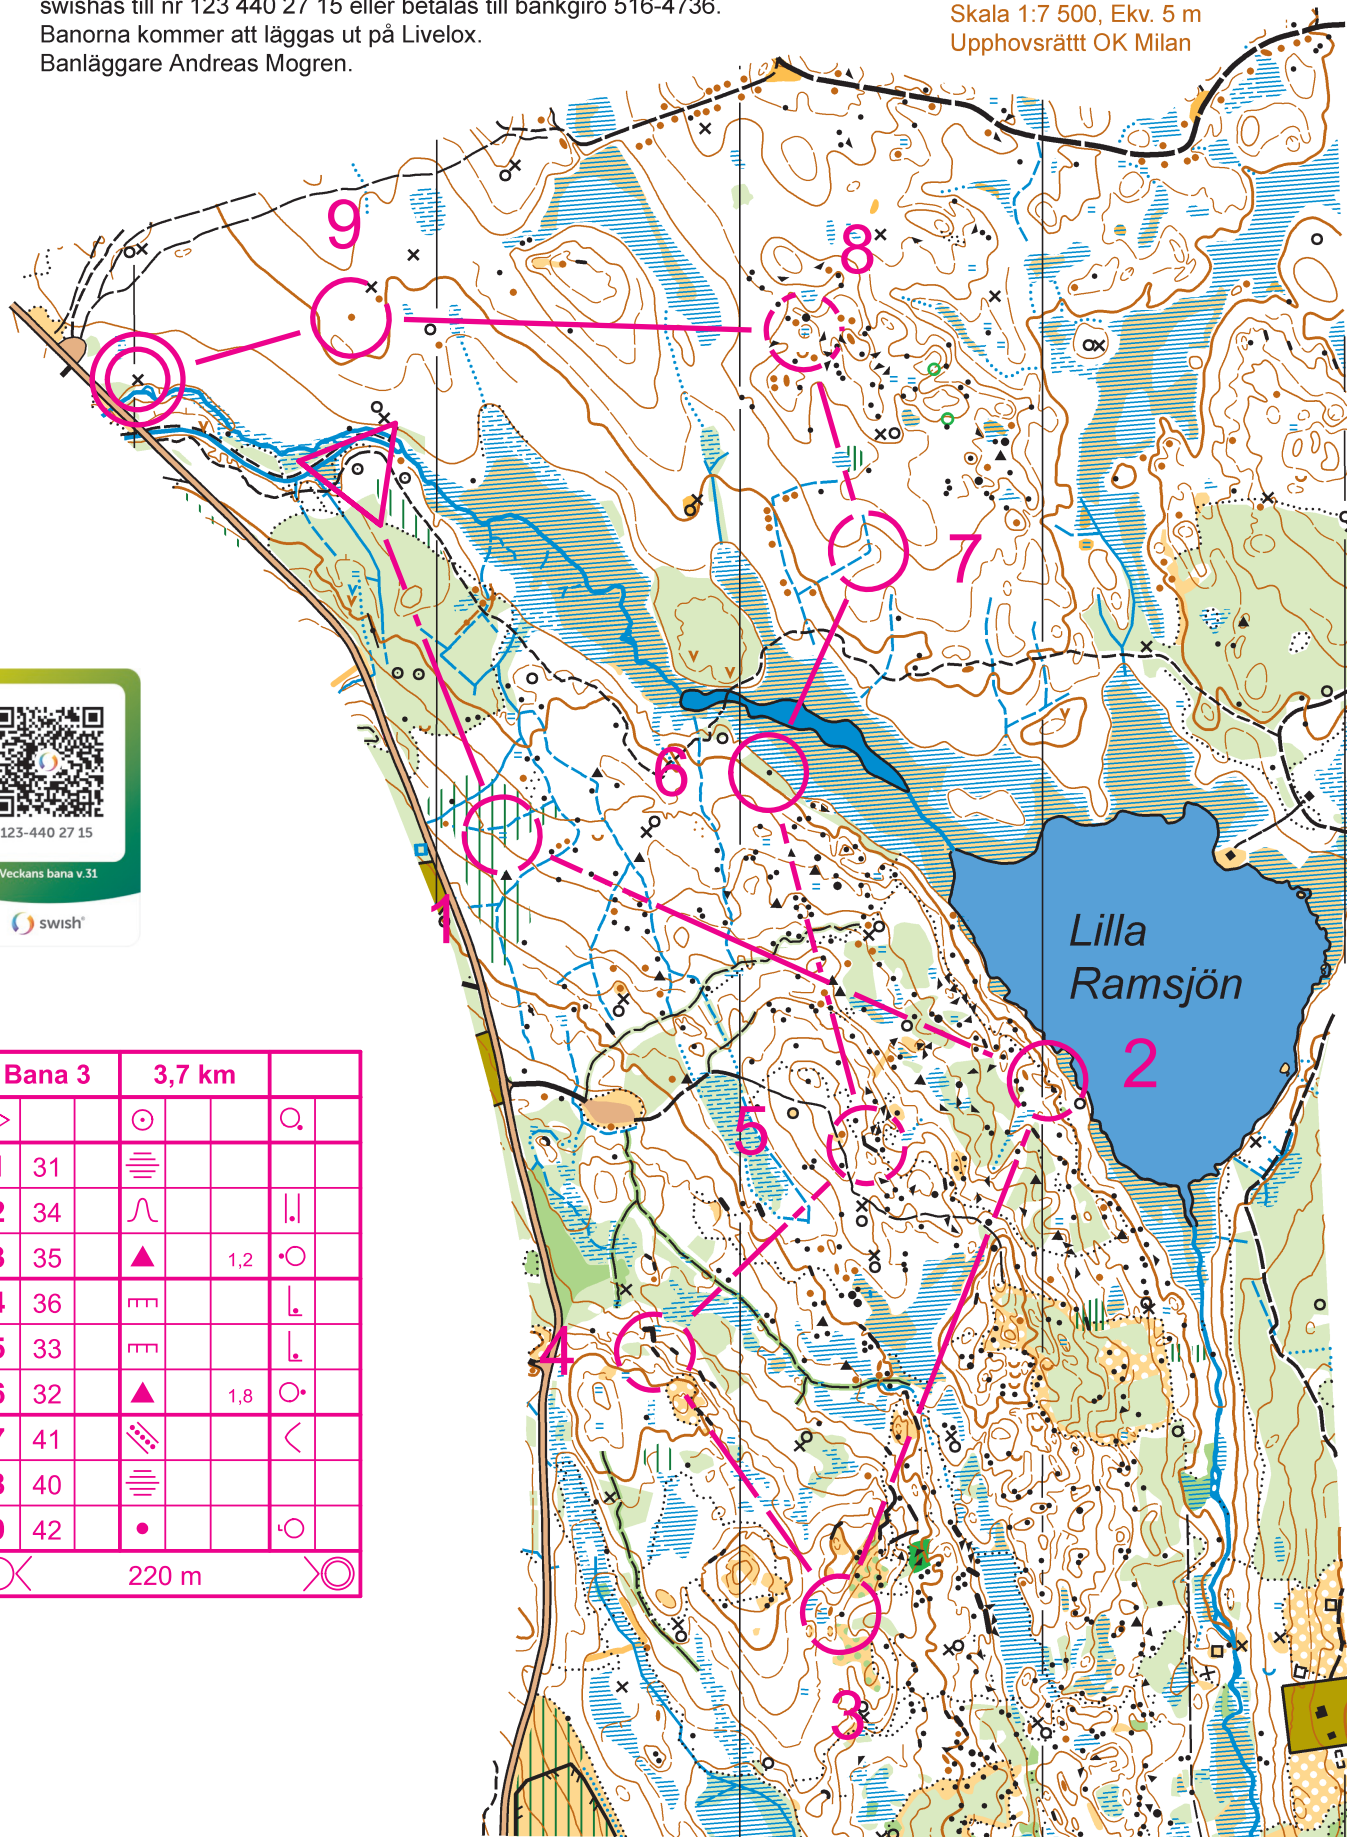 swishas till nr 123 440 27 15 eller betalas till bankgiro 516-4736.
Banorna kommer att läggas ut på Livelox.
Banläggare Andreas Mogren.
Skala 1:7 500, Ekv. 5 m
Upphovsrättt OK Milan
9
8
7
6
1
2
5
4
3
Lilla
Ramsjön
123-440 27 15
Veckans bana v.31
swish
Bana 3 3,7 km
31
34
35 1,2
36
33
32 1,8
41
40
42
220 m